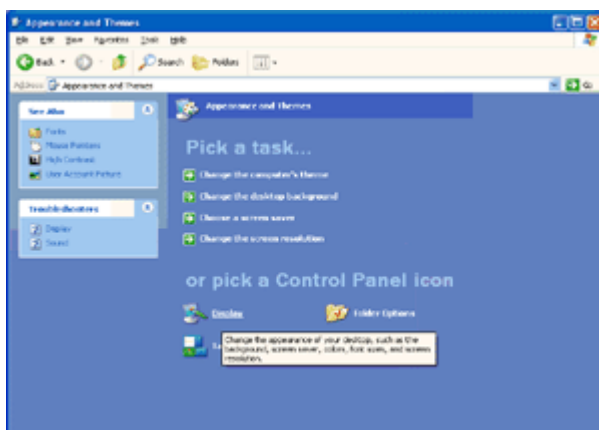 Appearance and Themes
File Edit View Favorites Tools Help
Back Search Folders
Address Appearance and Themes Go
See Also
Fonts
Mouse Pointers
High Contrast
User Account Picture
Troubleshooters
Display
Sound
Appearance and Themes
Pick a task...
Change the computer's theme
Change the desktop background
Choose a screen saver
Change the screen resolution
or pick a Control Panel icon
Display Folder Options
Change the appearance of your desktop, such as the
background, screen saver, colors, font sizes, and screen
resolution.